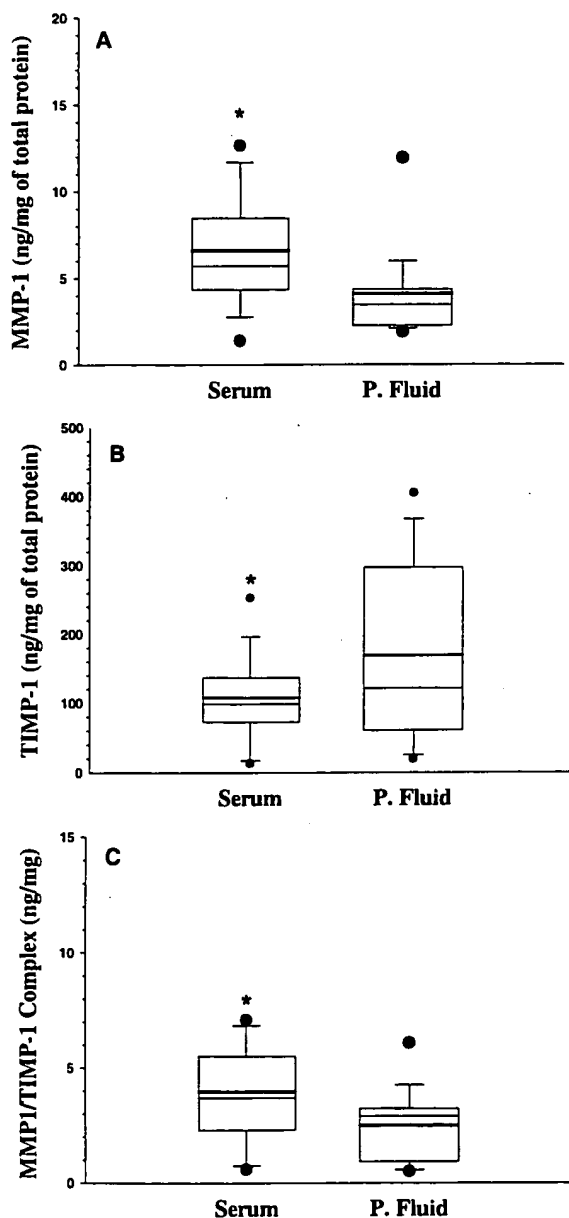 A
MMP-1 (ng/mg of total protein)
20
15
10
5
0
*
Serum
P. Fluid
B
TIMP-1 (ng/mg of total protein)
500
400
300
200
100
0
*
Serum
P. Fluid
C
MMP1/TIMP-1 Complex (ng/mg)
15
10
5
0
*
Serum
P. Fluid